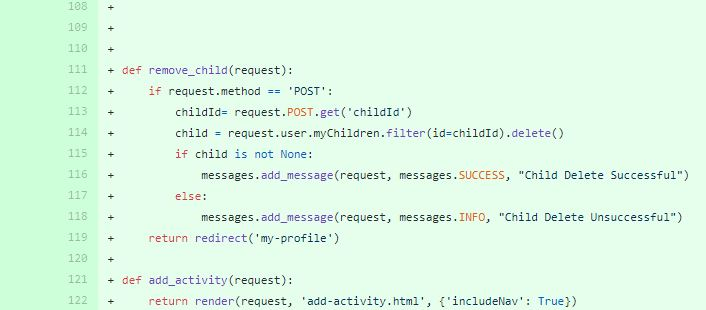 108 +
109 +
110 +
111 + def remove_child(request):
112 +     if request.method == 'POST':
113 +         childId= request.POST.get('childId')
114 +         child = request.user.myChildren.filter(id=childId).delete()
115 +         if child is not None:
116 +             messages.add_message(request, messages.SUCCESS, "Child Delete Successful")
117 +         else:
118 +             messages.add_message(request, messages.INFO, "Child Delete Unsuccessful")
119 +     return redirect('my-profile')
120 +
121 + def add_activity(request):
122 +     return render(request, 'add-activity.html', {'includeNav': True})